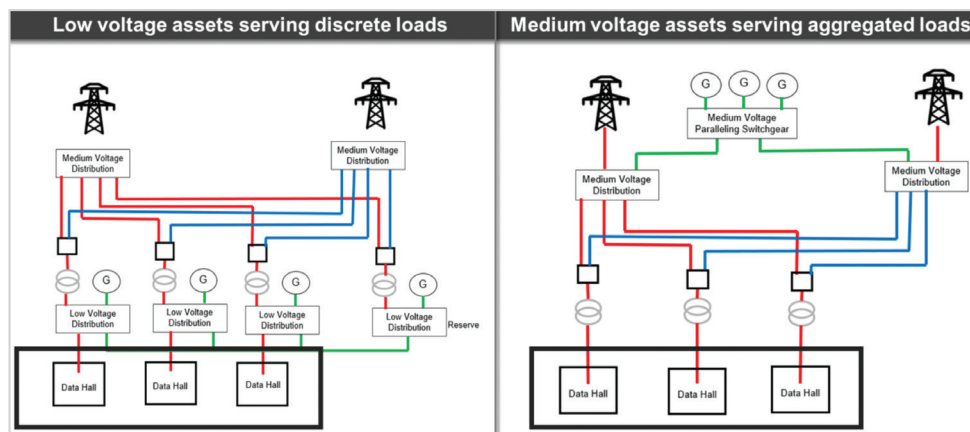 Low voltage assets serving discrete loads
Medium Voltage
Distribution
Medium Voltage
Distribution
G
G
G
G
Low Voltage
Distribution
Low Voltage
Distribution
Low Voltage
Distribution
Low Voltage
Distribution
Reserve
Data Hall
Data Hall
Data Hall
Medium voltage assets serving aggregated loads
G
G
G
Medium Voltage
Paralleling Switchgear
Medium Voltage
Distribution
Medium Voltage
Distribution
Data Hall
Data Hall
Data Hall